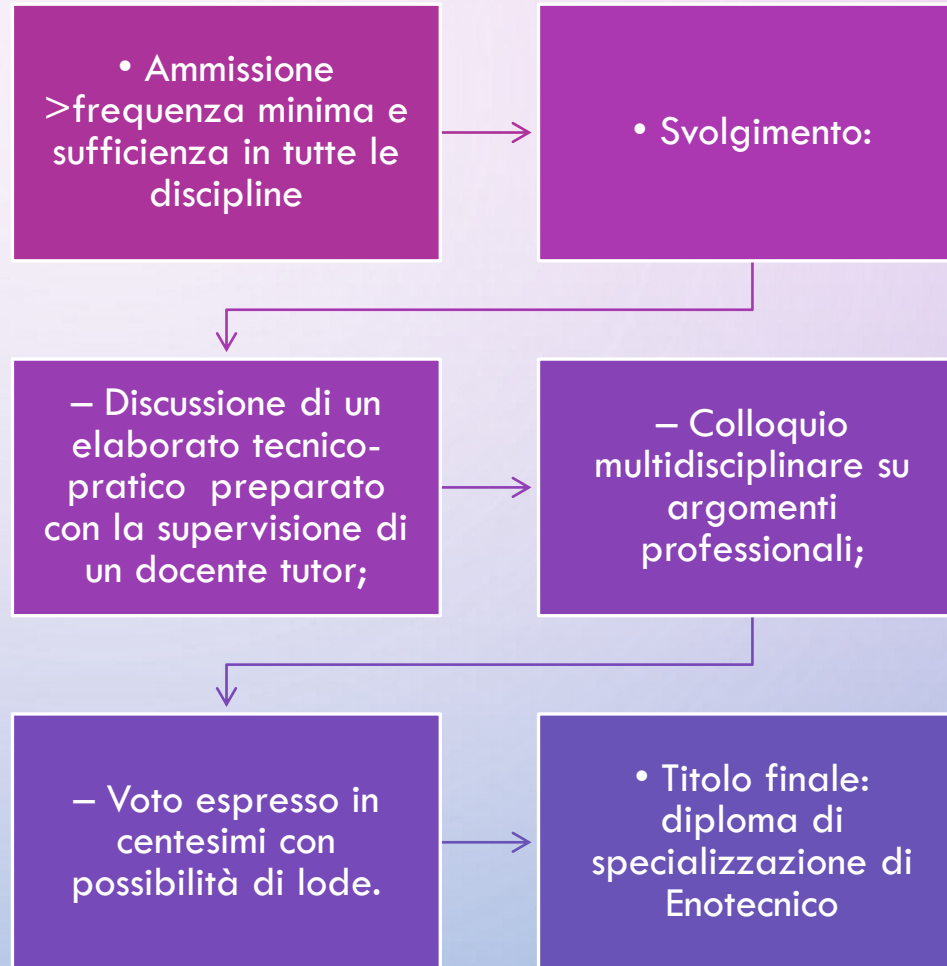 • Ammissione
>frequenza minima e
sufficienza in tutte le
discipline
• Svolgimento:
– Discussione di un
elaborato tecnico-
pratico preparato
con la supervisione di
un docente tutor;
– Colloquio
multidisciplinare su
argomenti
professionali;
– Voto espresso in
centesimi con
possibilità di lode.
• Titolo finale:
diploma di
specializzazione di
Enotecnico